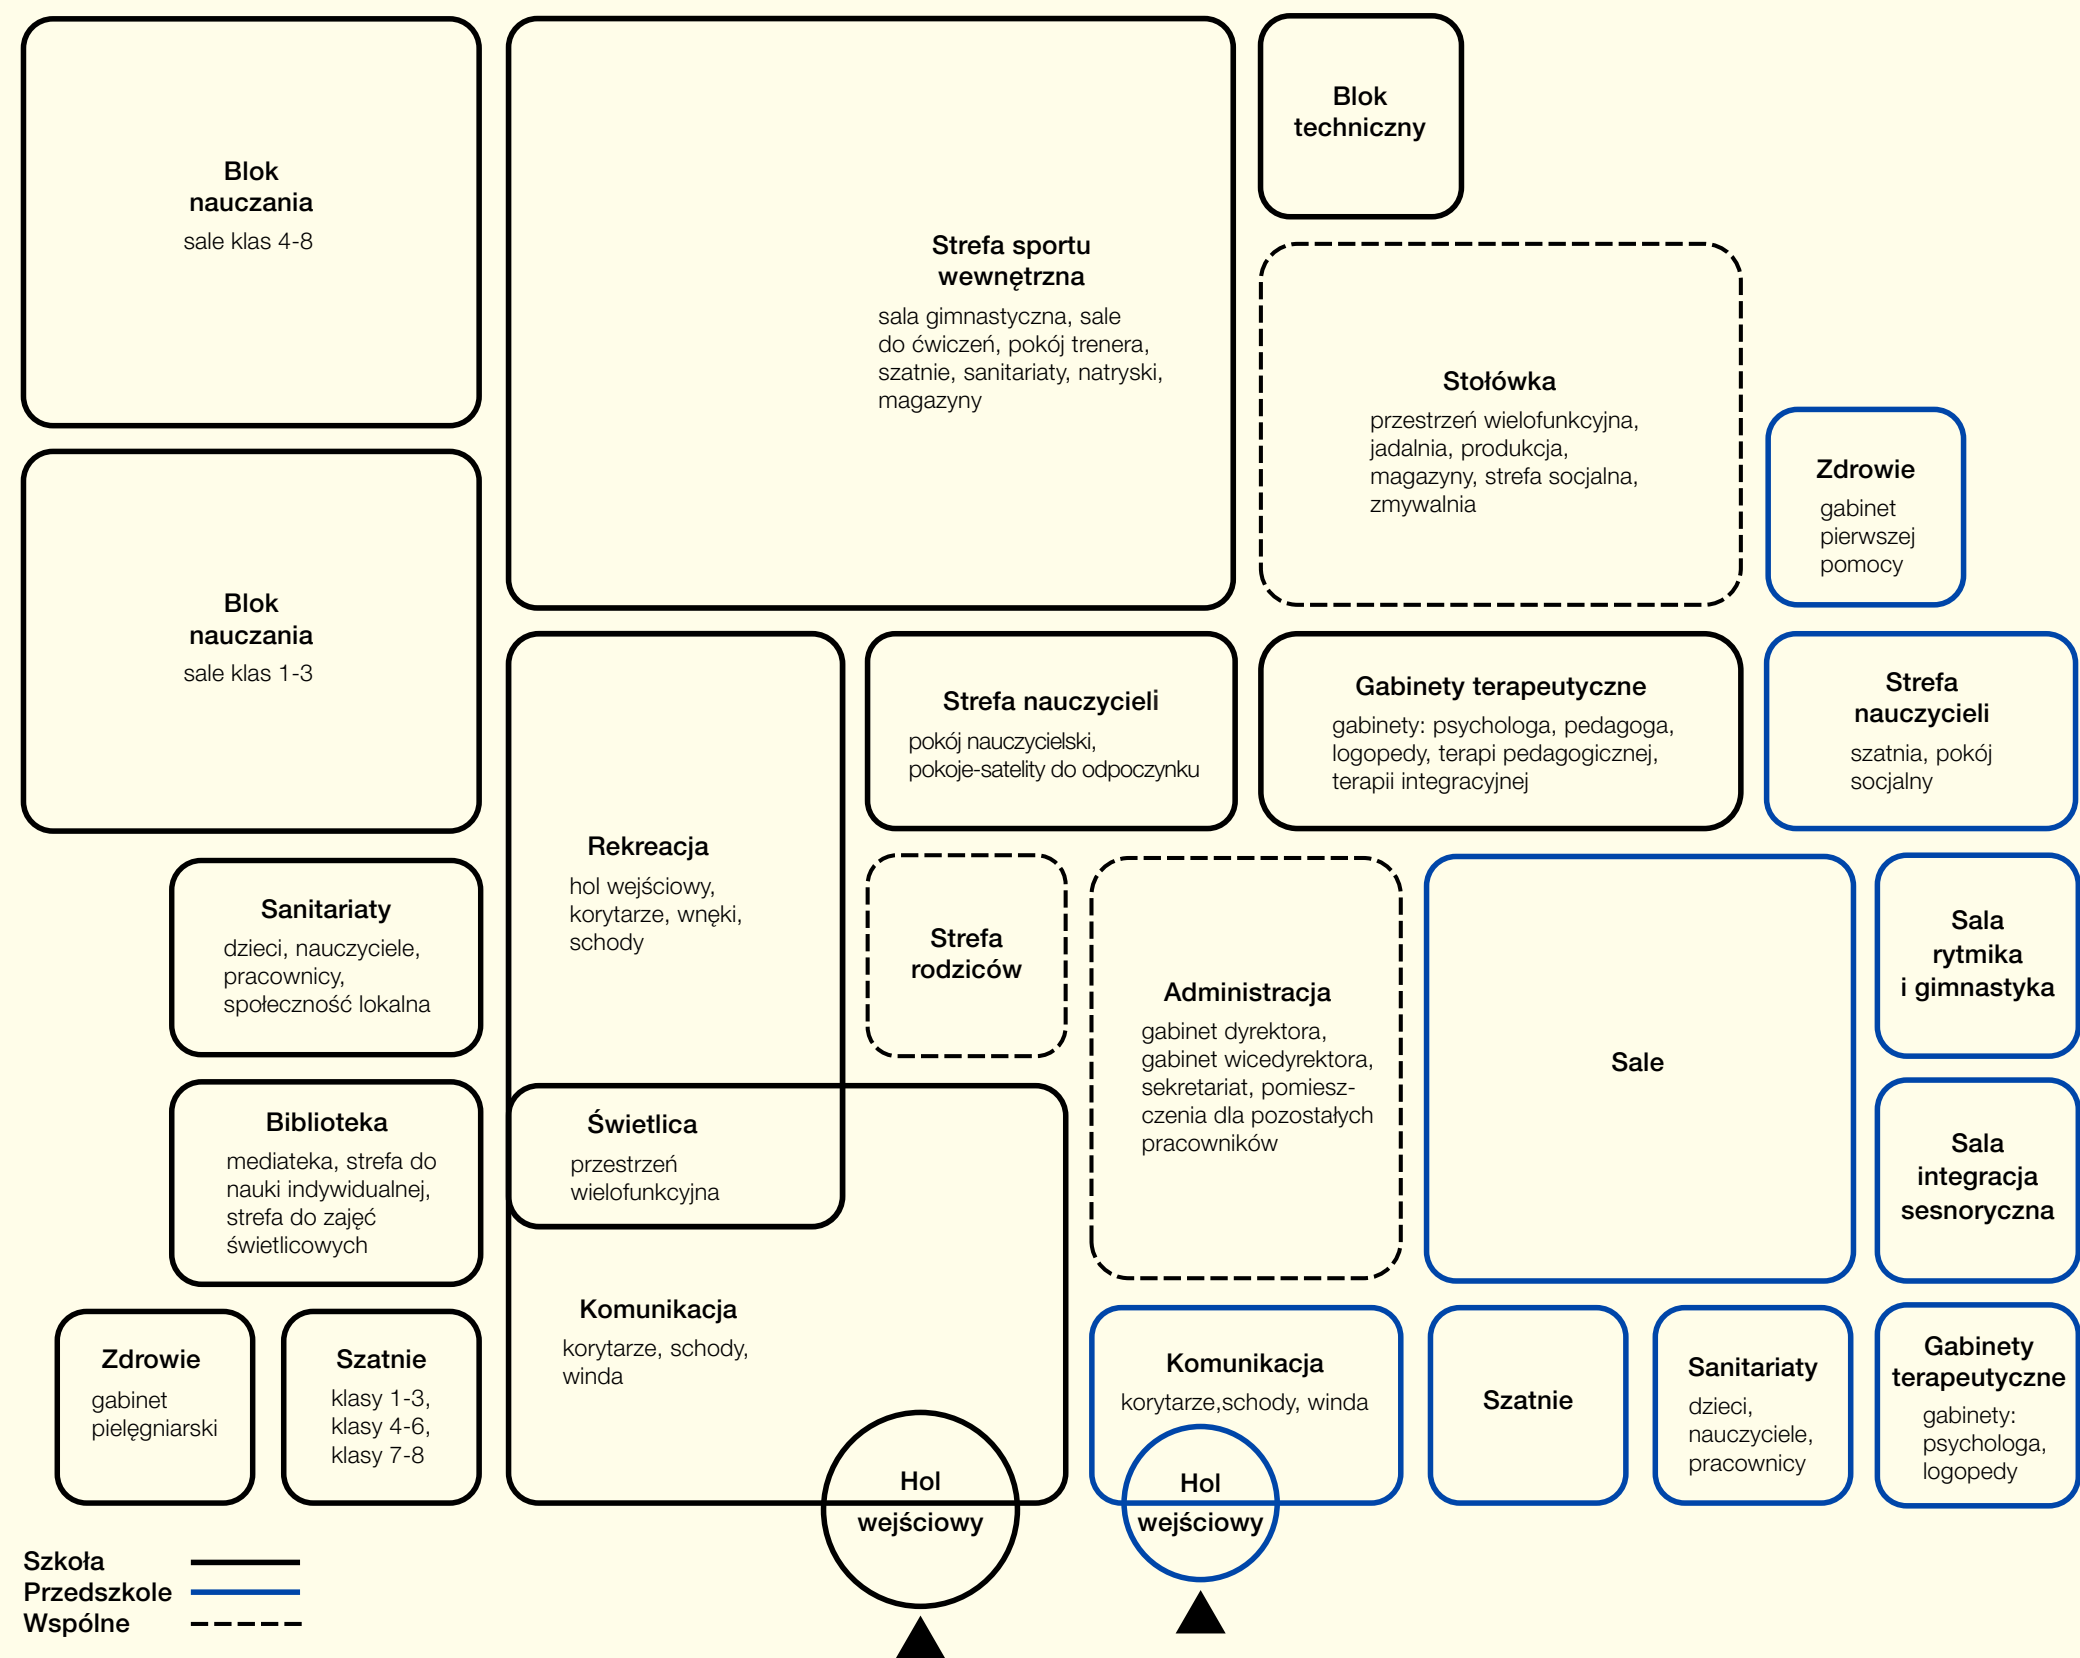 Blok
nauczania
sale klas 4-8
Strefa sportu
wewnętrzna
sala gimnastyczna, sale
do ćwiczeń, pokój trenera,
szatnie, sanitariaty, natryski,
magazyny
Blok
techniczny
Stołówka
przestrzeń wielofunkcyjna,
jadalnia, produkcja,
magazyny, strefa socjalna,
zmywalnia
Zdrowie
gabinet
pierwszej
pomocy
Blok
nauczania
sale klas 1-3
Rekreacja
hol wejściowy,
korytarze, wnęki,
schody
Strefa nauczycieli
pokój nauczycielski,
pokoje-satelity do odpoczynku
Gabinety terapeutyczne
gabinety: psychologa, pedagoga,
logopedy, terapi pedagogicznej,
terapii integracyjnej
Strefa
nauczycieli
szatnia, pokój
socjalny
Sanitariaty
dzieci, nauczyciele,
pracownicy,
społeczność lokalna
Strefa
rodziców
Administracja
gabinet dyrektora,
gabinet wicedyrektora,
sekretariat, pomiesz-
czenia dla pozostałych
pracowników
Sale
Sala
rytmika
i gimnastyka
Biblioteka
mediateka, strefa do
nauki indywidualnej,
strefa do zajęć
świetlicowych
Świetlica
przestrzeń
wielofunkcyjna
Sala
integracja
sesnoryczna
Zdrowie
gabinet
pielęgniarski
Szatnie
klasy 1-3,
klasy 4-6,
klasy 7-8
Komunikacja
korytarze, schody,
winda
Hol
wejściowy
Komunikacja
korytarze,schody, winda
Hol
wejściowy
Szatnie
Sanitariaty
dzieci,
nauczyciele,
pracownicy
Gabinety
terapeutyczne
gabinety:
psychologa,
logopedy
Szkoła
Przedszkole
Wspólne